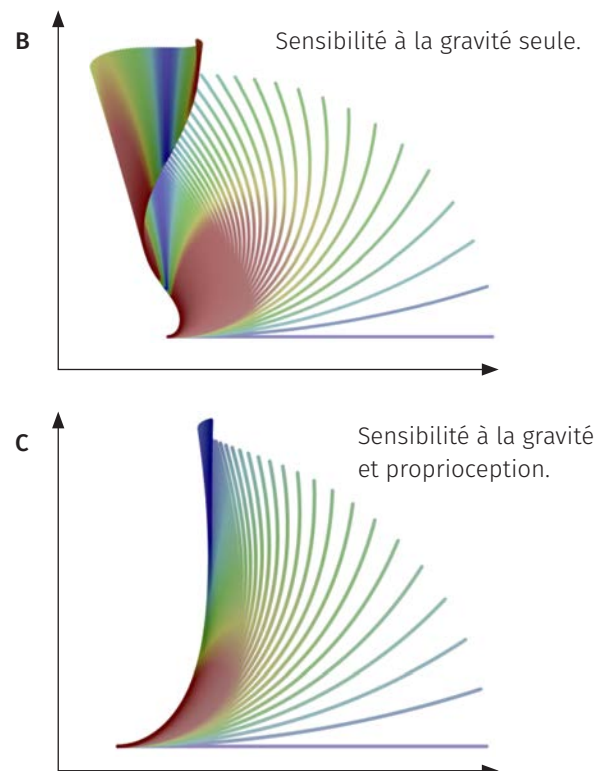 B
Sensibilité à la gravité seule.
C
Sensibilité à la gravité
et proprioception.